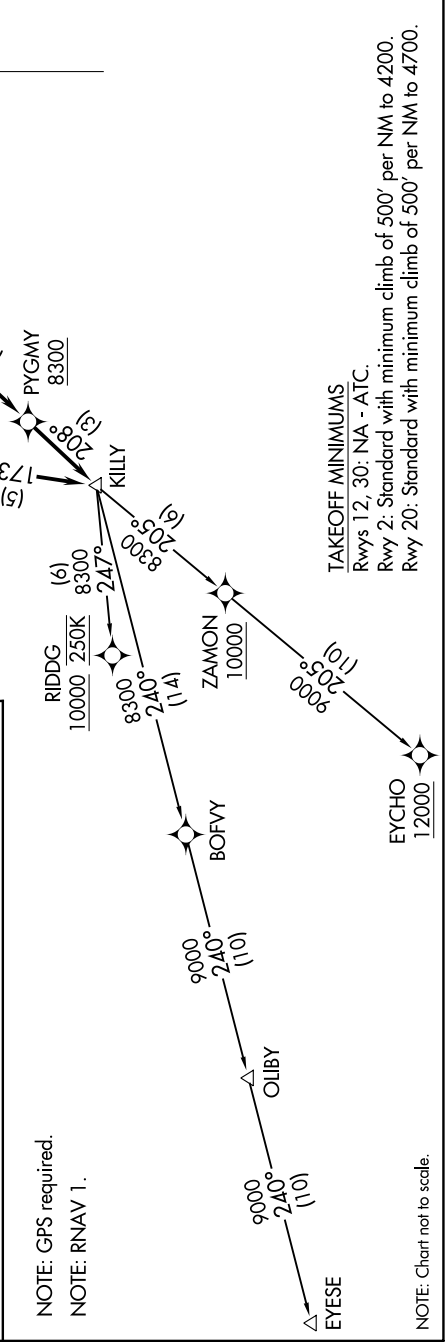 PYGMY
8300
208°
(3)
173
(5)
KILLY
(6)
8300
247°
RIDDG
10000 250K
8300
205°
(6)
ZAMON
10000
9000
205°
(10)
EYCHO
12000
8300
240°
(14)
BOFVY
9000
240°
(10)
OLIBY
9000
240°
(10)
EYESE
TAKEOFF MINIMUMS
Rwys 12, 30: NA - ATC.
Rwy 2: Standard with minimum climb of 500' per NM to 4200.
Rwy 20: Standard with minimum climb of 500' per NM to 4700.
NOTE: GPS required.
NOTE: RNAV 1.
NOTE: Chart not to scale.